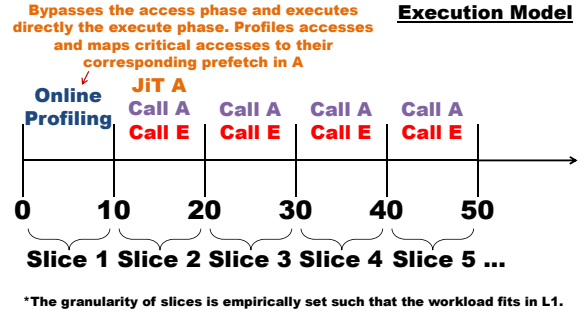 Execution Model
Bypasses the access phase and executes
directly the execute phase. Profiles accesses
and maps critical accesses to their
corresponding prefetch in A
Online
Profiling
JiT A
Call A
Call E
Call A
Call E
Call A
Call E
Call A
Call E
0 10 20 30 40 50
Slice 1 Slice 2 Slice 3 Slice 4 Slice 5 ...
*The granularity of slices is empirically set such that the workload fits in L1.